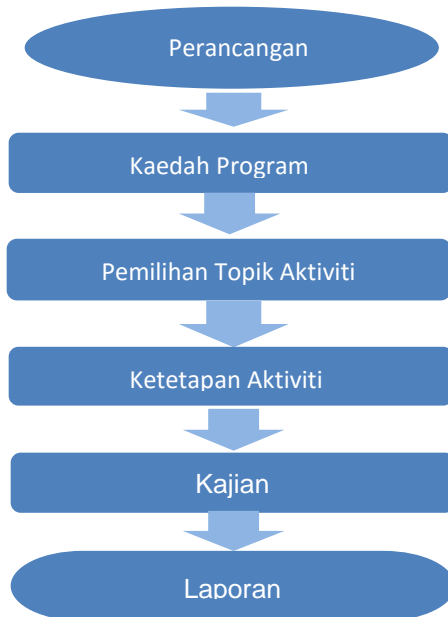 Perancangan
Kaedah Program
Pemilihan Topik Aktiviti
Ketetapan Aktiviti
Kajian
Laporan